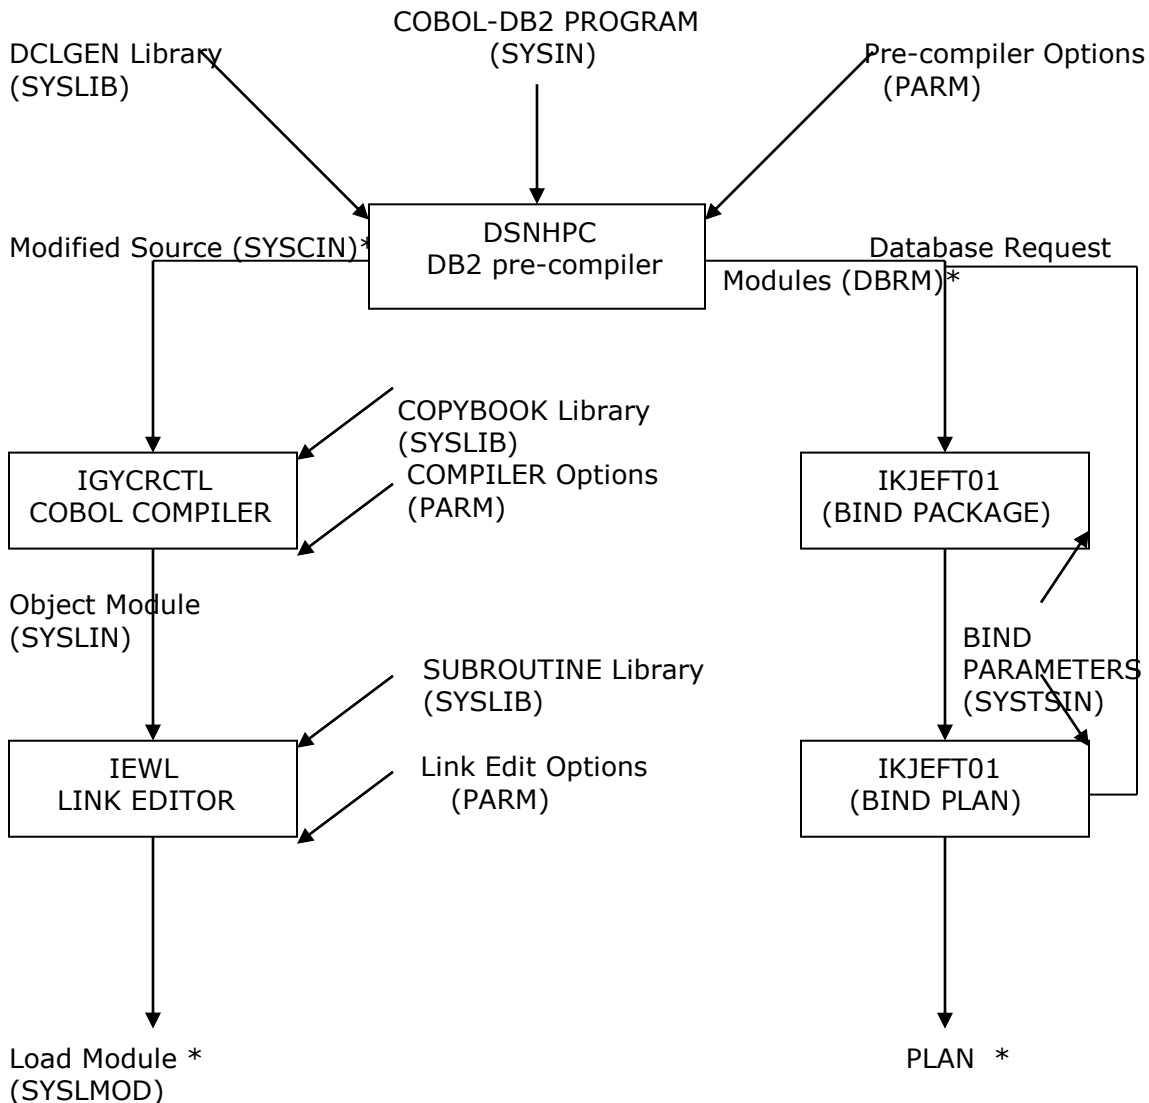 COBOL-DB2 PROGRAM
(SYSIN)
DCLGEN Library
(SYSLIB)
Pre-compiler Options
(PARM)
DSNHPC
DB2 pre-compiler
Modified Source (SYSCIN)*
Database Request
Modules (DBRM)*
COPYBOOK Library
(SYSLIB)
COMPILER Options
(PARM)
IGYCRCTL
COBOL COMPILER
IKJEFT01
(BIND PACKAGE)
Object Module
(SYSLIN)
BIND
PARAMETERS
(SYSTSIN)
SUBROUTINE Library
(SYSLIB)
IEWL
LINK EDITOR
Link Edit Options
(PARM)
IKJEFT01
(BIND PLAN)
Load Module *
(SYSLMOD)
PLAN *